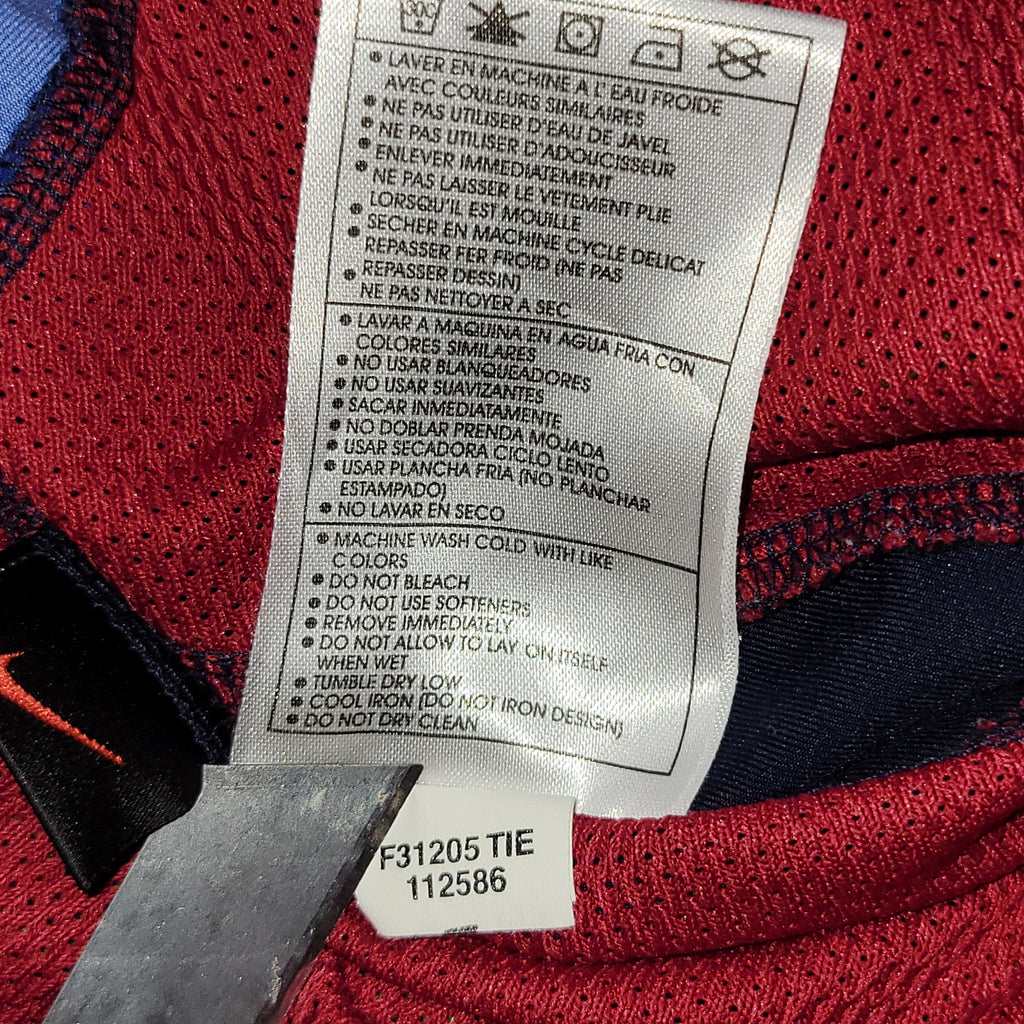 30C
• LAVER EN MACHINE A L' EAU FROIDE
AVEC COULEURS SIMILAIRES
• NE PAS UTILISER D'EAU DE JAVEL
• NE PAS UTILISER D'ADOUCISSEUR
• ENLEVER IMMEDIATEMENT
• NE PAS LAISSER LE VETEMENT PLIE
LORSQU'IL EST MOUILLE
• SECHER EN MACHINE CYCLE DELICAT
• REPASSER FER FROID (NE PAS
REPASSER DESSIN)
• NE PAS NETTOYER A SEC
• LAVAR A MAQUINA EN AGUA FRIA CON
COLORES SIMILARES
• NO USAR BLANQUEADORES
• NO USAR SUAVIZANTES
• SACAR INMEDIATAMENTE
• NO DOBLAR PRENDA MOJADA
• USAR SECADORA CICLO LENTO
• USAR PLANCHA FRIA (NO PLANCHAR
ESTAMPADO)
• NO LAVAR EN SECO
• MACHINE WASH COLD WITH LIKE
COLORS
• DO NOT BLEACH
• DO NOT USE SOFTENERS
• REMOVE IMMEDIATELY
• DO NOT ALLOW TO LAY ON ITSELF
WHEN WET
• TUMBLE DRY LOW
• COOL IRON (DO NOT IRON DESIGN)
• DO NOT DRY CLEAN
F31205 TIE
112586